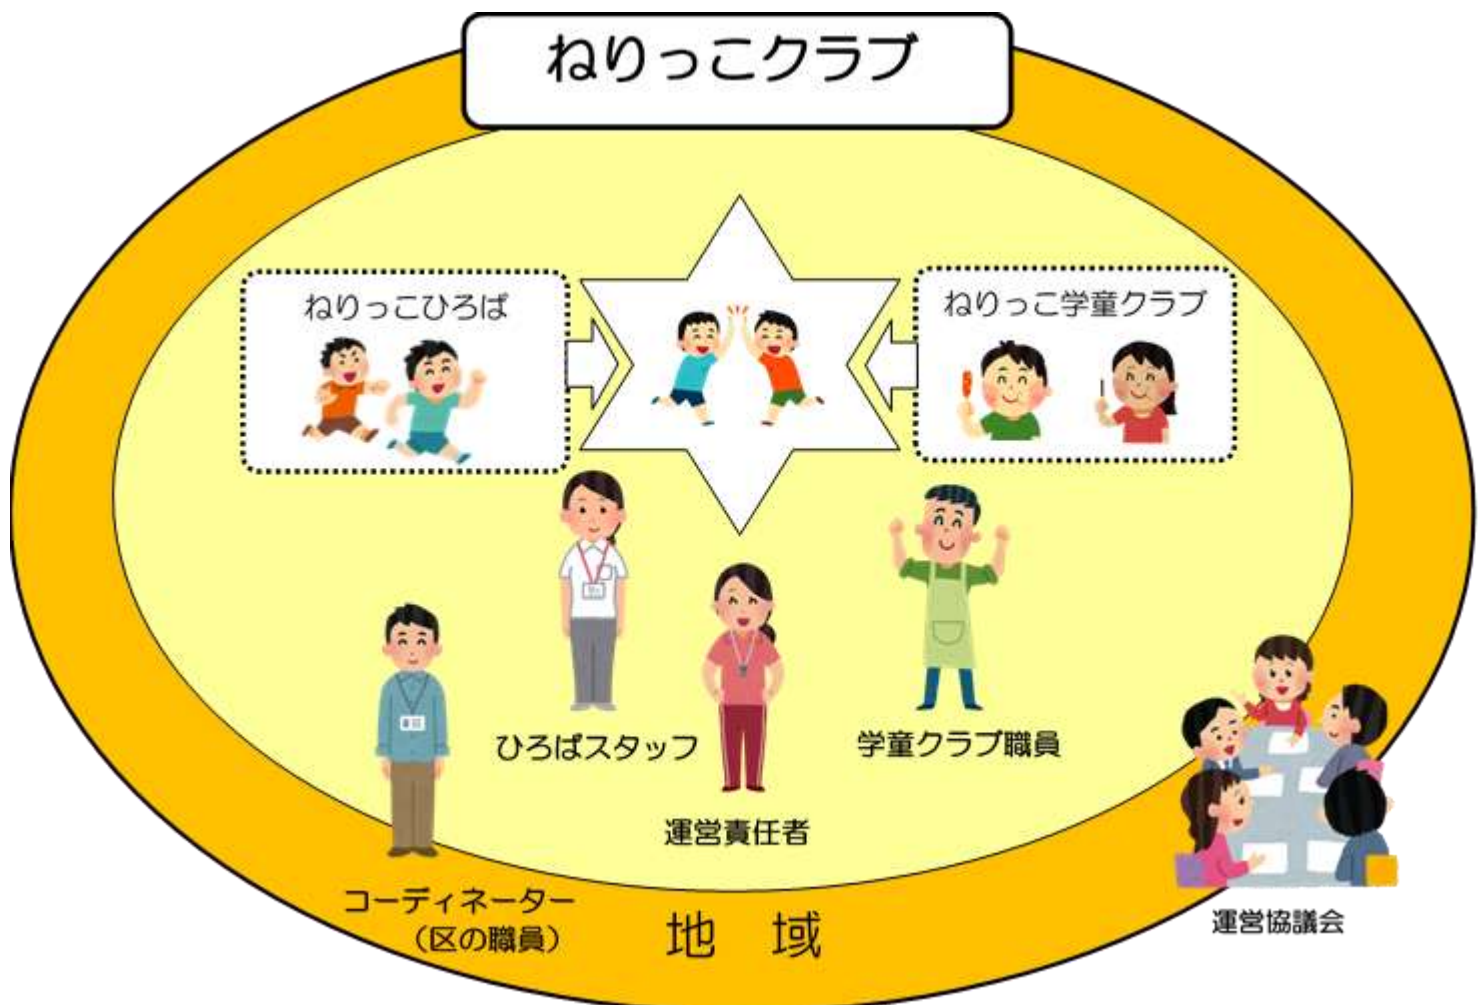 ねりっこクラブ
ねりっこひろば
ねりっこ学童クラブ
ひろばスタッフ
学童クラブ職員
運営責任者
コーディネーター
（区の職員）
地 域
運営協議会